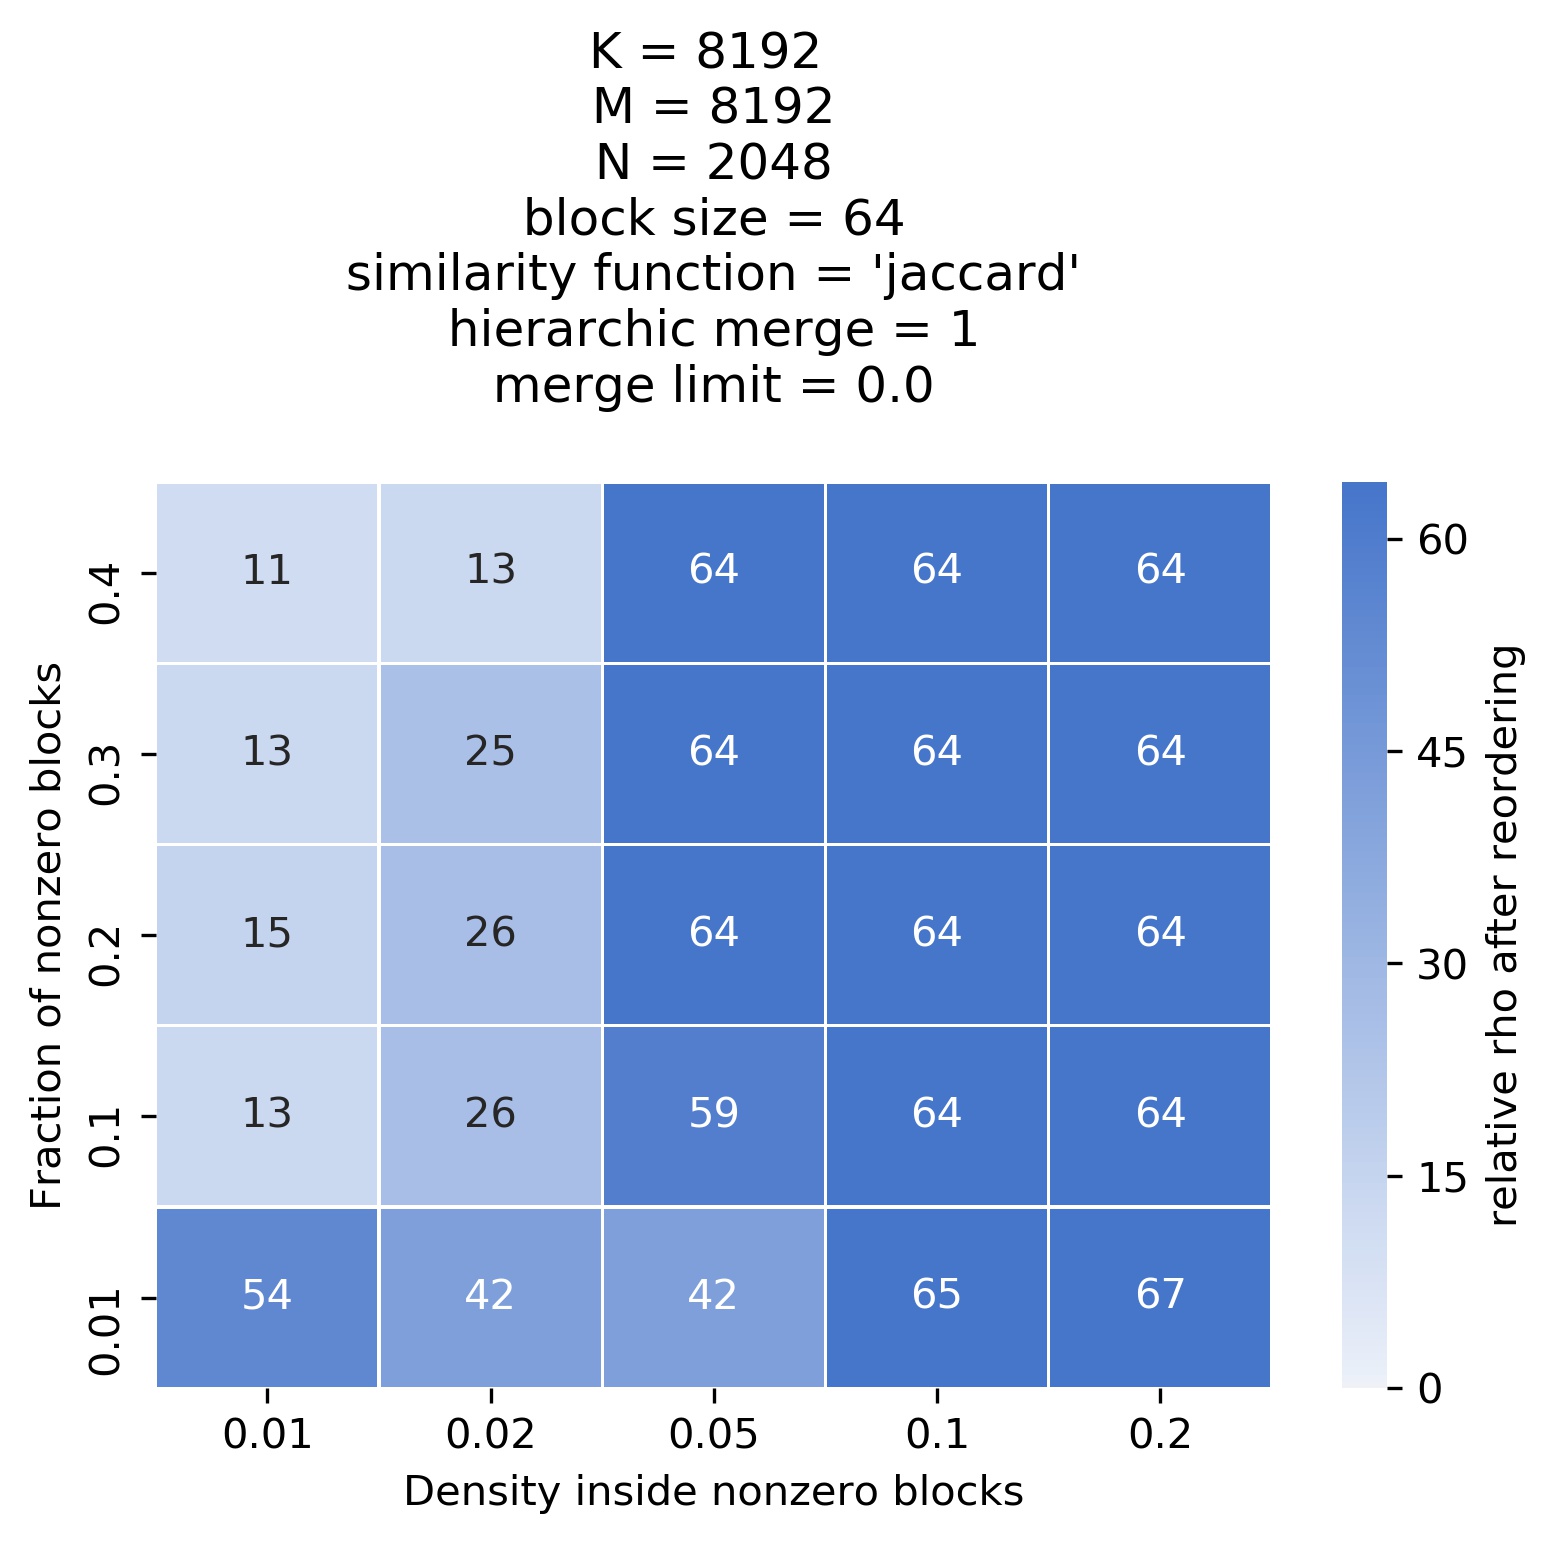 K = 8192
M = 8192
N = 2048
block size = 64
similarity function = 'jaccard'
hierarchic merge = 1
merge limit = 0.0
Fraction of nonzero blocks
0.4
11 13 64 64 64
0.3
13 25 64 64 64
0.2
15 26 64 64 64
0.1
13 26 59 64 64
0.01
54 42 42 65 67
0.01 0.02 0.05 0.1 0.2
Density inside nonzero blocks
60
45
30
15
0
relative rho after reordering